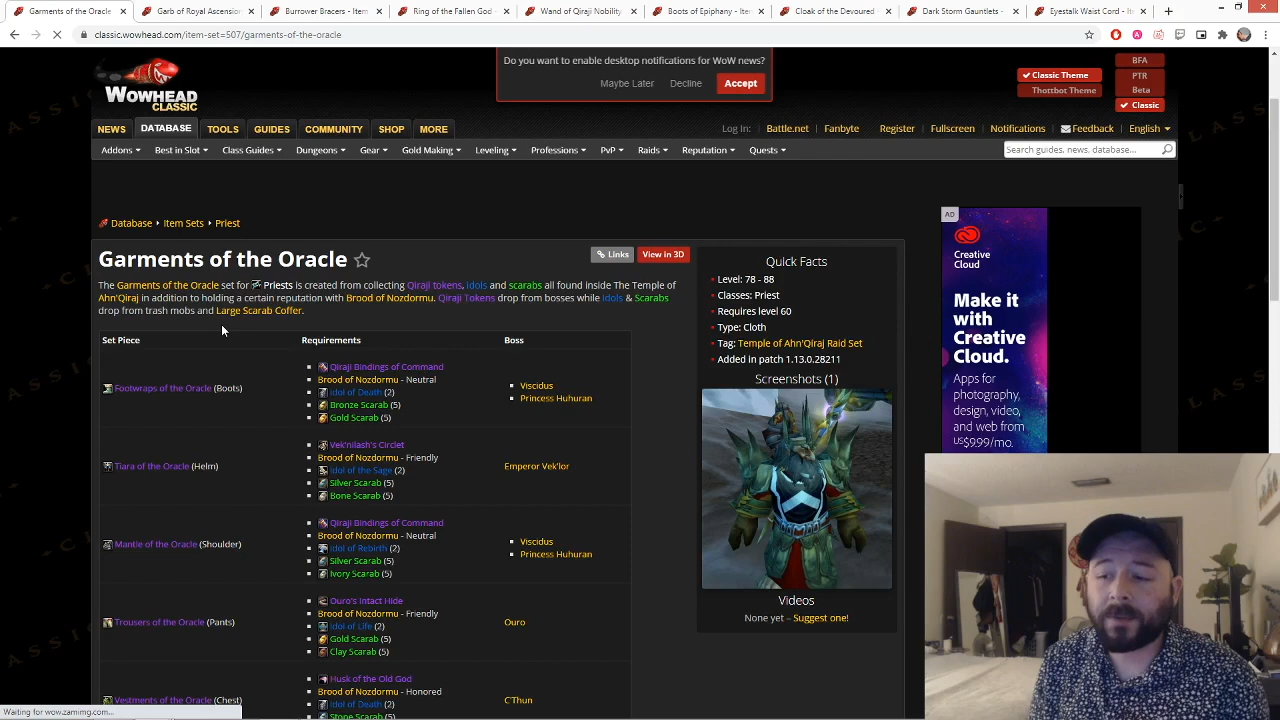 Garments of the Oracle
Garb of Royal Ascension
Burrower Bracers - Item
Ring of the Fallen God
Wand of Qiraji Nobility
Boots of Epiphany - Item
Cloak of the Devoured
Dark Storm Gauntlets -
Eyestalk Waist Cord - Ite
classic.wowhead.com/item-set=507/garments-of-the-oracle
Do you want to enable desktop notifications for WoW news?
Maybe Later Decline Accept
WOWHEAD
CLASSIC
Classic Theme
Thottbot Theme
BFA
PTR
Beta
Classic
NEWS DATABASE TOOLS GUIDES COMMUNITY SHOP MORE
Log In: Battle.net Fanbyte Register Fullscreen Notifications Feedback English
Addons Best in Slot Class Guides Dungeons Gear Gold Making Leveling Professions PvP Raids Reputation Quests
Search guides, news, database...
Database Item Sets Priest
Garments of the Oracle
Links View in 3D
The Garments of the Oracle set for Priests is created from collecting Qiraji tokens, idols and scarabs all found inside The Temple of
Ahn'Qiraj in addition to holding a certain reputation with Brood of Nozdormu. Qiraji Tokens drop from bosses while Idols & Scarabs
drop from trash mobs and Large Scarab Coffer.
Set Piece Requirements Boss
Footwraps of the Oracle (Boots)
Qiraji Bindings of Command
Brood of Nozdormu - Neutral
Idol of Death (2)
Bronze Scarab (5)
Gold Scarab (5)
Viscidus
Princess Huhuran
Tiara of the Oracle (Helm)
Vek'nilash's Circlet
Brood of Nozdormu - Friendly
Idol of the Sage (2)
Silver Scarab (5)
Bone Scarab (5)
Emperor Vek'lor
Mantle of the Oracle (Shoulder)
Qiraji Bindings of Command
Brood of Nozdormu - Neutral
Idol of Rebirth (2)
Silver Scarab (5)
Ivory Scarab (5)
Viscidus
Princess Huhuran
Trousers of the Oracle (Pants)
Ouro's Intact Hide
Brood of Nozdormu - Friendly
Idol of Life (2)
Gold Scarab (5)
Clay Scarab (5)
Ouro
Vestments of the Oracle (Chest)
Husk of the Old God
Brood of Nozdormu - Honored
Idol of Death (2)
Stone Scarab (5)
C'Thun
Quick Facts
Level: 78 - 88
Classes: Priest
Requires level 60
Type: Cloth
Tag: Temple of Ahn'Qiraj Raid Set
Added in patch 1.13.0.28211
Screenshots (1)
Videos
None yet – Suggest one!
AD
Creative
Cloud
Make it
with
Creative
Cloud.
Apps for
photography,
design, video,
and web from
US$9.99/mo.
Waiting for wow.zamimg.com...